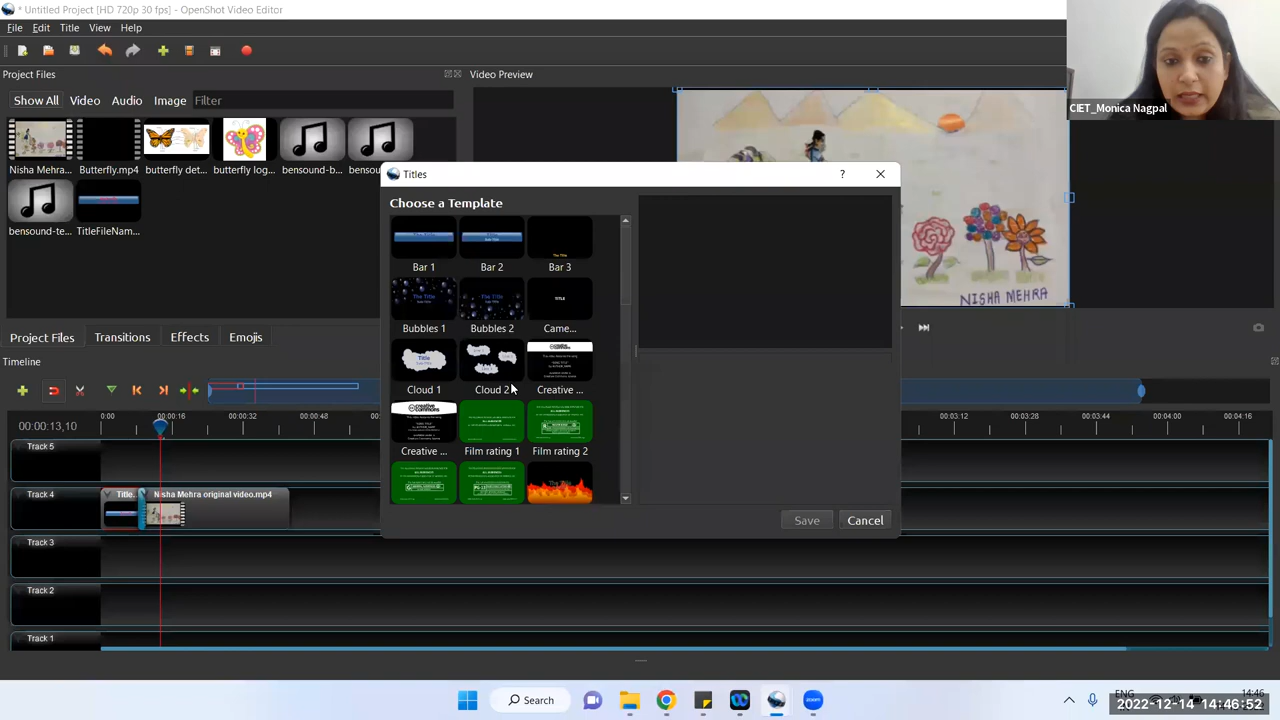 * Untitled Project [HD 720p 30 fps] - OpenShot Video Editor
File Edit Title View Help
Project Files
Video Preview
Show All Video Audio Image Filter
CIET_Monica Nagpal
Nisha Mehra... Butterfly.mp4 butterfly det... butterfly log... bensound-b...
bensound-te... TitleFileNam...
NISHA MEHRA
Titles
?
Choose a Template
Bar 1 Bar 2 Bar 3
Bubbles 1 Bubbles 2 Came...
Cloud 1 Cloud 2 Creative ...
Creative ... Film rating 1 Film rating 2
Save Cancel
Project Files Transitions Effects Emojis
Timeline
00:00:13,10
0:00 00:00:16 00:00:32 00:00:48 00:03:12 00:03:28 00:03:44 00:04:00 00:04:16
Track 5
Track 4
Title... Nisha Mehra original video.mp4
Track 3
Track 2
Track 1
Search
zoom
ENG
14:46
2022-12-14 14:46:52